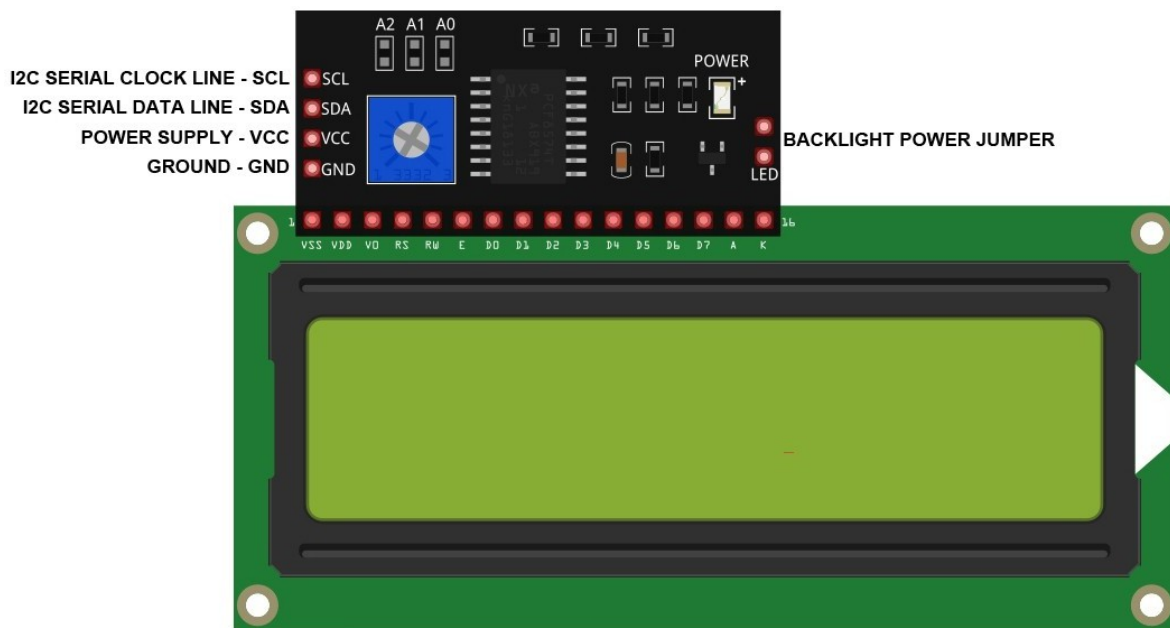 A2 A1 A0
POWER
+
I2C SERIAL CLOCK LINE - SCL
SCL
I2C SERIAL DATA LINE - SDA
SDA
POWER SUPPLY - VCC
VCC
GROUND - GND
GND
BACKLIGHT POWER JUMPER
LED
1 16
VSS VDD VO RS RW E D0 D1 D2 D3 D4 D5 D6 D7 A K